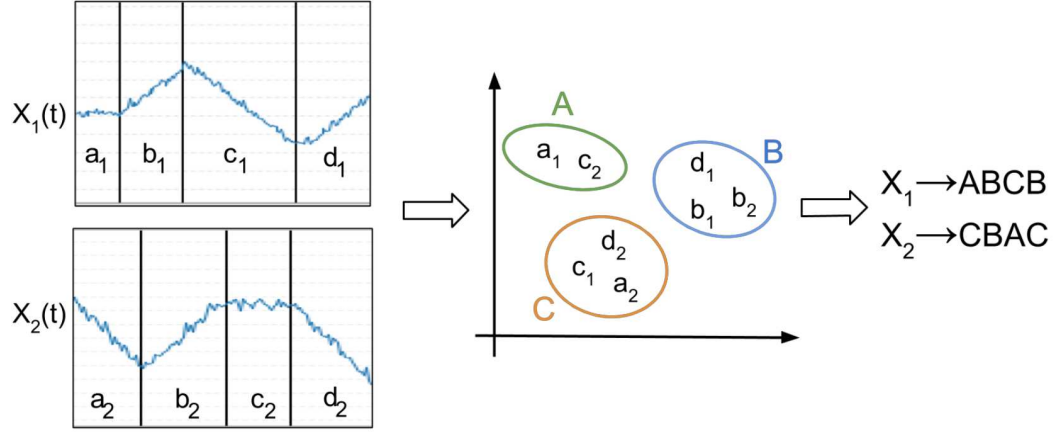 X₁(t)
a₁ b₁ c₁ d₁
X₂(t)
a₂ b₂ c₂ d₂
A
a₁ c₂
B
d₁
b₁ b₂
d₂
c₁ a₂
C
X₁→ABCB
X₂→CBAC